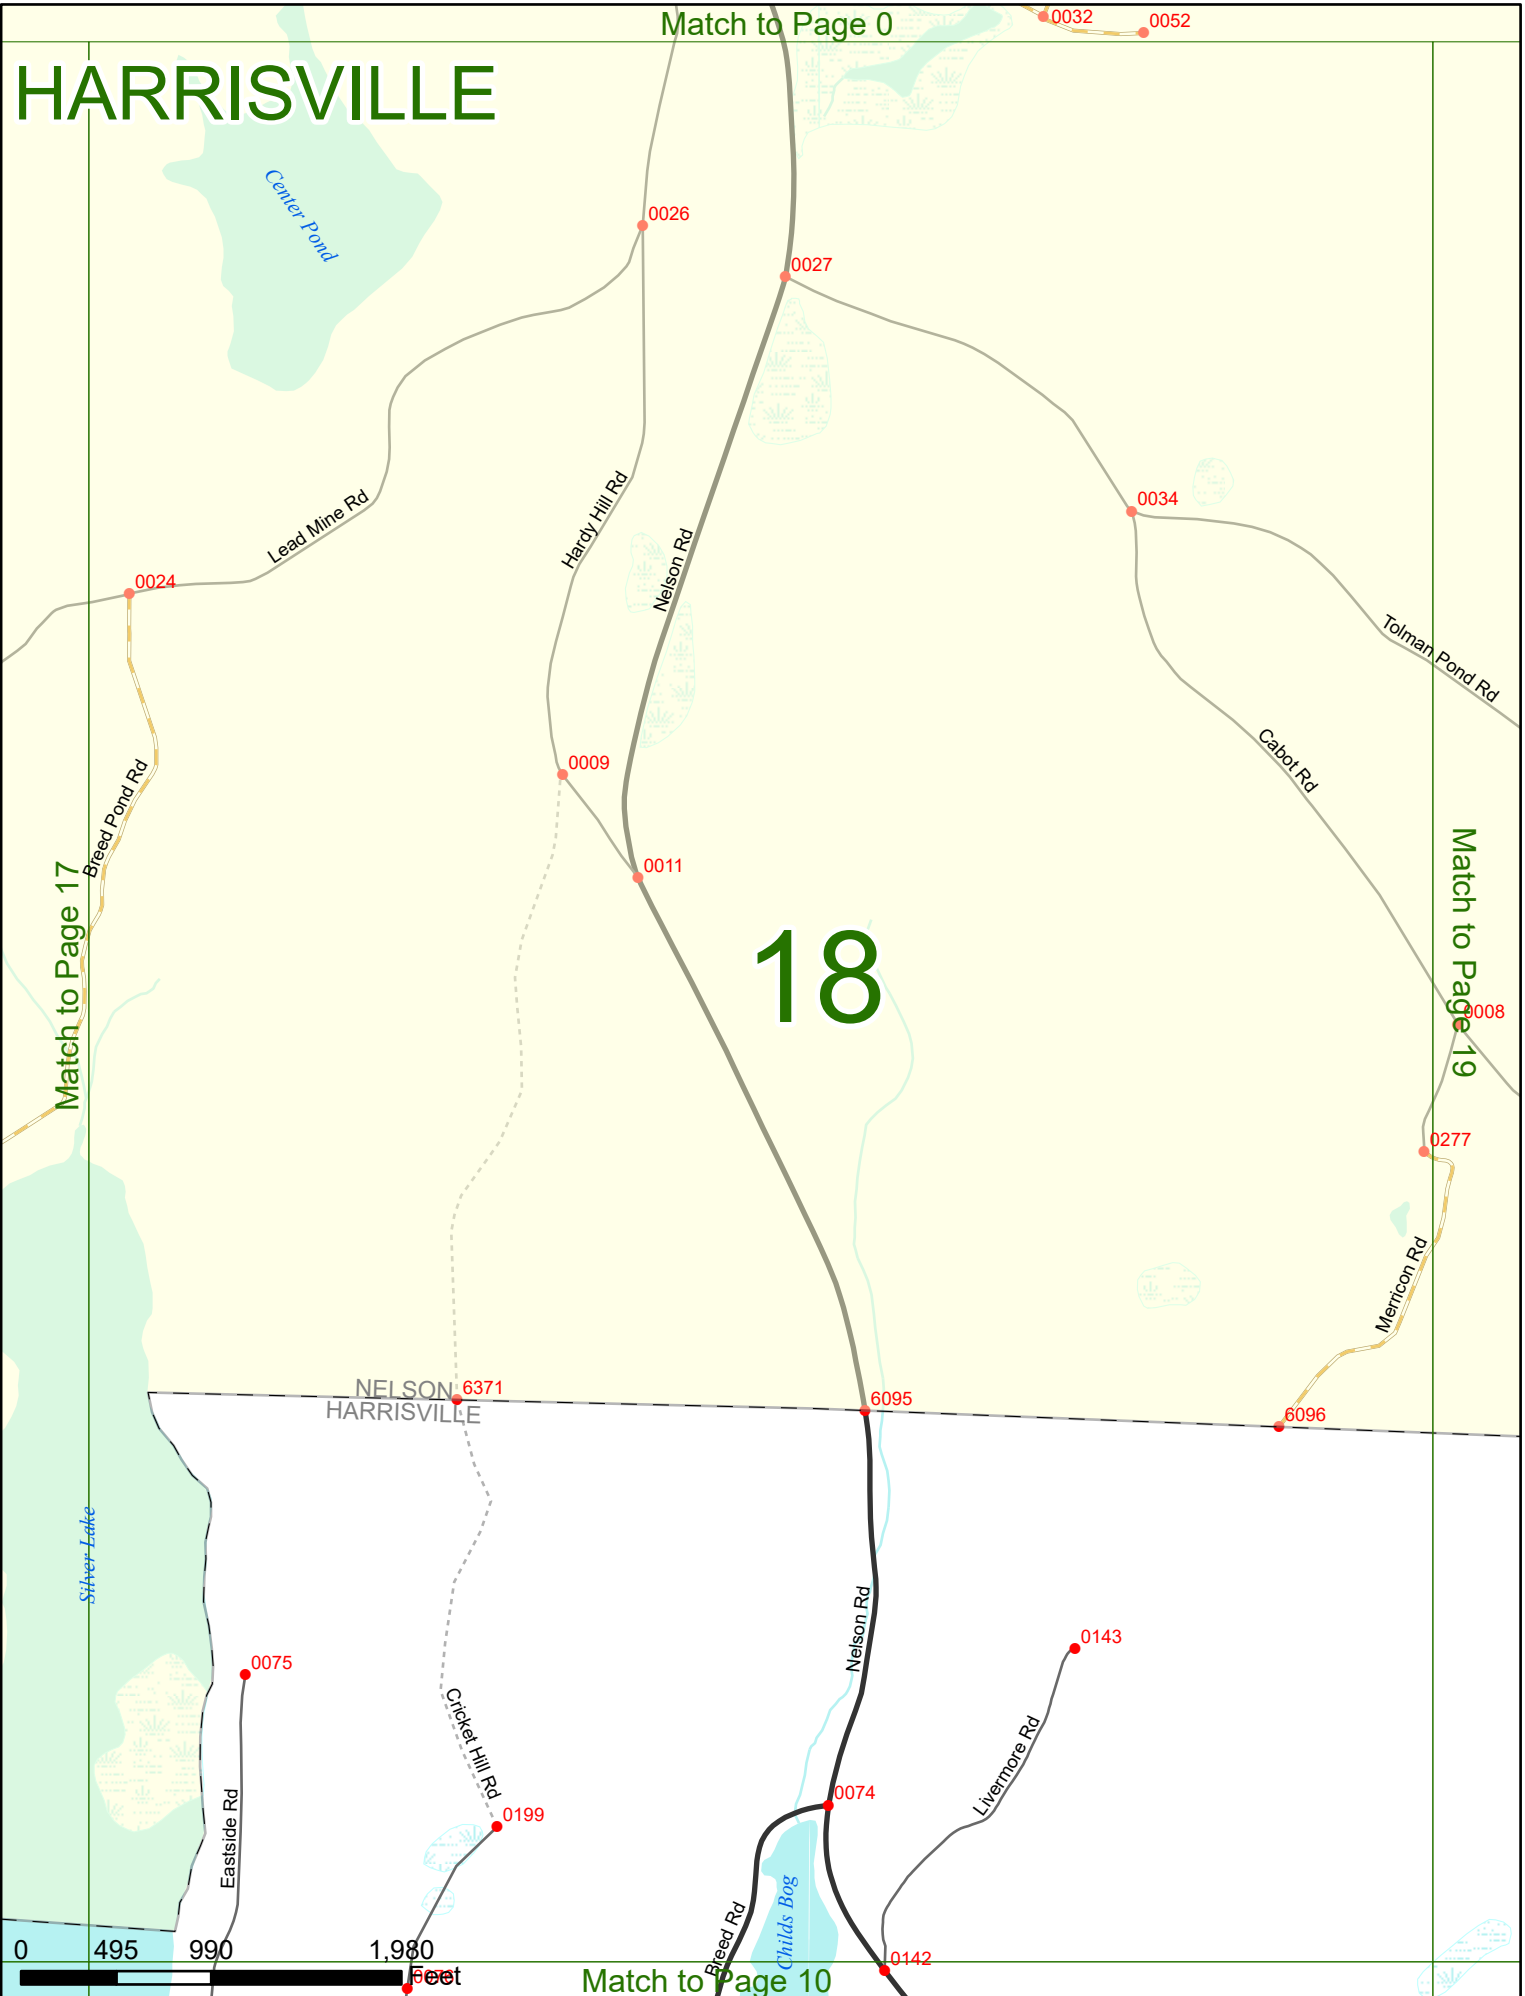 Match to Page 0
0032
0052
HARRISVILLE
Center Pond
0026
0027
Lead Mine Rd
Hardy Hill Rd
Nelson Rd
0034
0024
Tolman Pond Rd
Breed Pond Rd
0009
Cabot Rd
0011
Match to Page 17
18
Match to Page 19
0008
0277
Merricon Rd
NELSON
6371
HARRISVILLE
6095
6096
Silver Lake
Nelson Rd
0143
0075
Cricket Hill Rd
Livermore Rd
Eastside Rd
0074
0199
Breed Rd
Childs Bog
0 495 990 1,980
Feet
Match to Page 10
0142